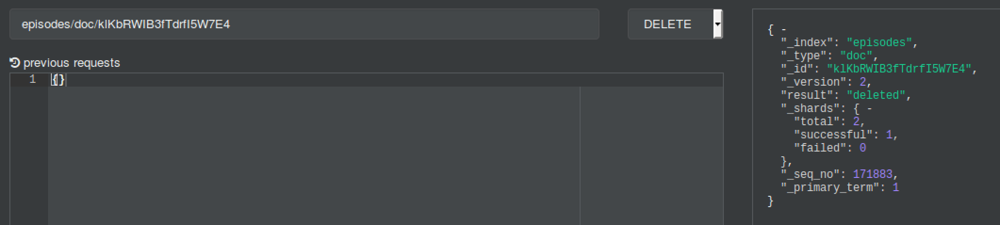 episodes/doc/klKbRWIB3fTdrfI5W7E4
DELETE
previous requests
1 {}
{ -
"_index": "episodes",
"_type": "doc",
"_id": "klKbRWIB3fTdrfI5W7E4",
"_version": 2,
"result": "deleted",
"_shards": { -
"total": 2,
"successful": 1,
"failed": 0
},
"_seq_no": 171883,
"_primary_term": 1
}